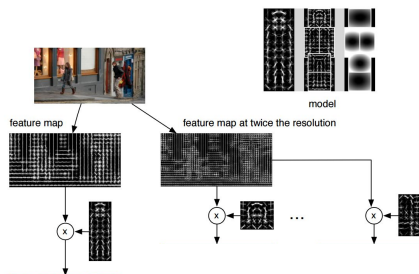 model
feature map
feature map at twice the resolution
x
x
...
x